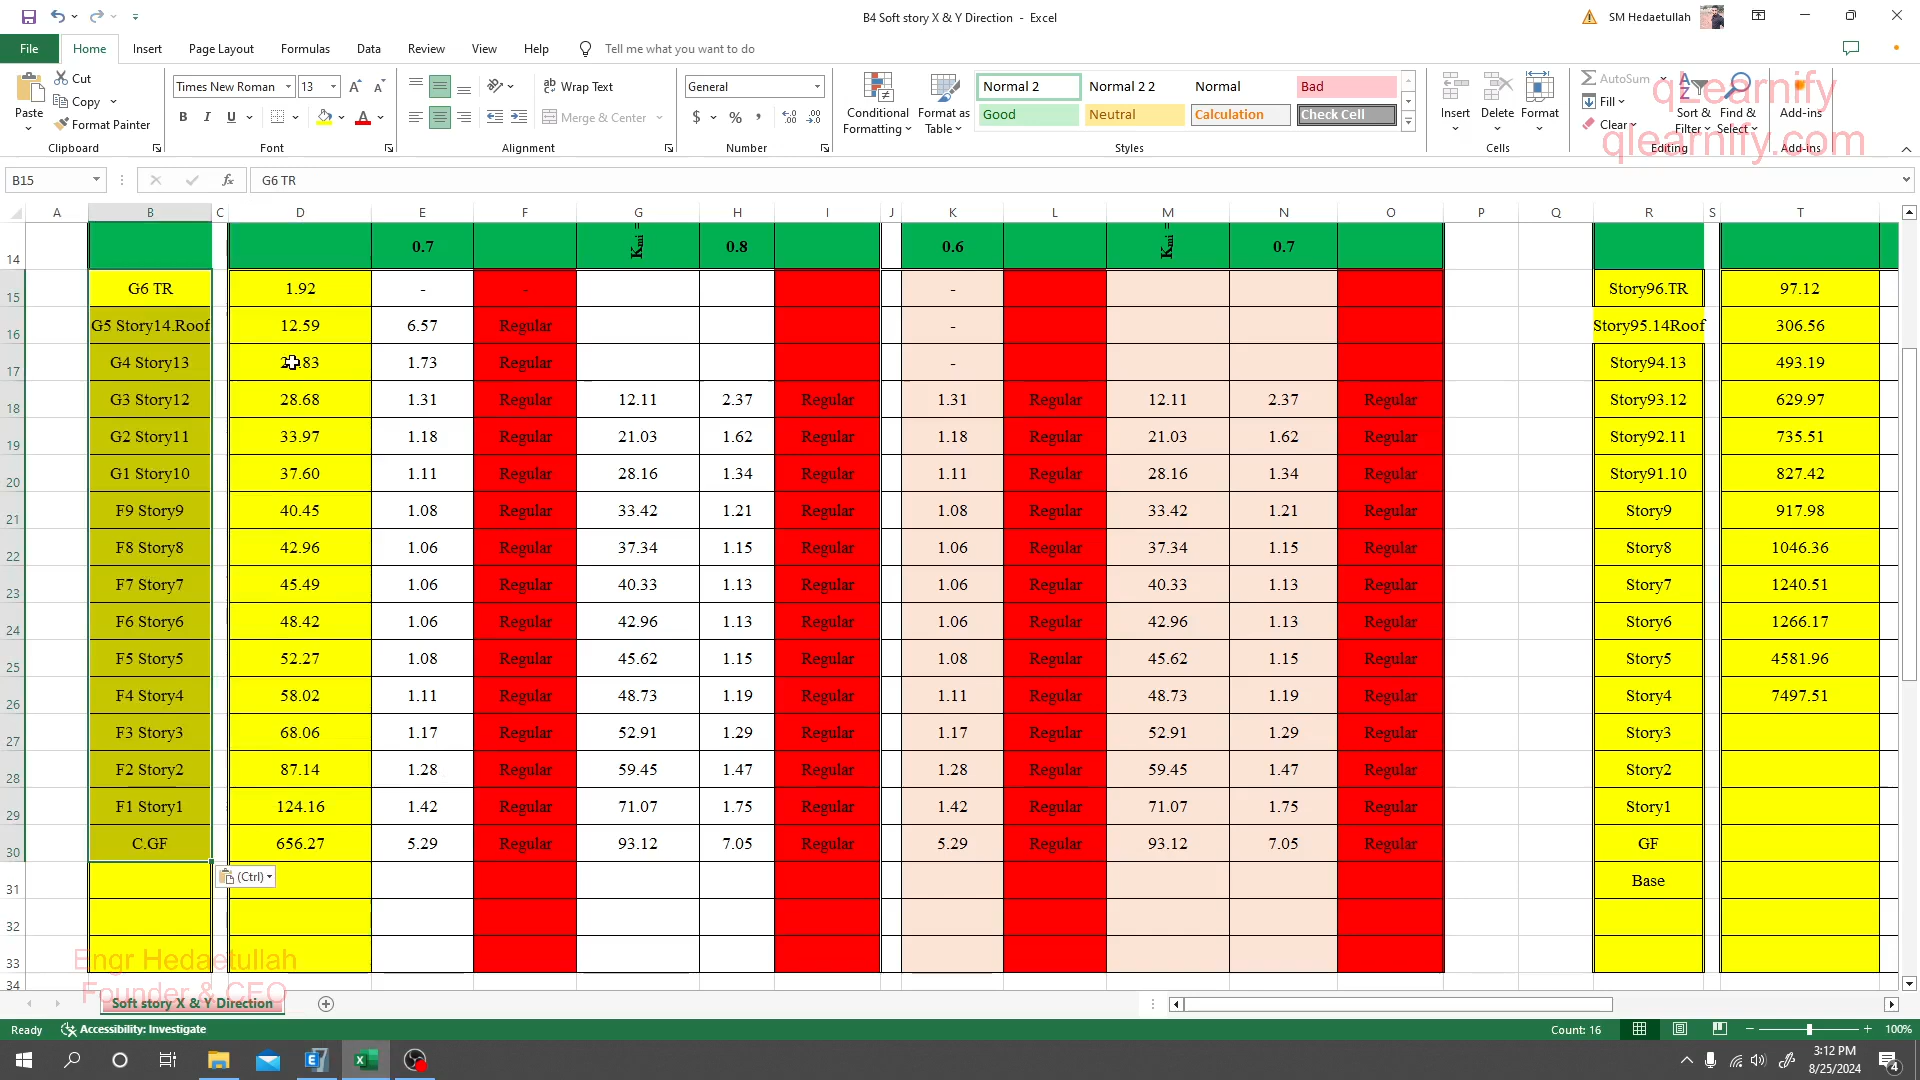 B4 Soft story X & Y Direction - Excel
SM Hedaetullah
File Home Insert Page Layout Formulas Data Review View Help Tell me what you want to do
Cut
Copy
Format Painter
Paste
Clipboard
Times New Roman 13
B I U
Font
Wrap Text
Merge & Center
Alignment
General
$ % ,
Number
Conditional Formatting
Format as Table
Normal 2 Normal 2 2 Normal Bad
Good Neutral Calculation Check Cell
Styles
Insert Delete Format
Cells
AutoSum
Fill
Clear
Sort & Filter
Find & Select
Editing
Add-ins
Add-ins
qLearnify
qlearnify.com
B15 fx G6 TR
A B C D E F G H I J K L M N O P Q R S T
14 0.7 Kmi = 0.8 0.6 Kmi = 0.7
15 G6 TR 1.92 - - - Story96.TR 97.12
16 G5 Story14.Roof 12.59 6.57 Regular - Story95.14Roof 306.56
17 G4 Story13 .83 1.73 Regular - Story94.13 493.19
18 G3 Story12 28.68 1.31 Regular 12.11 2.37 Regular 1.31 Regular 12.11 2.37 Regular Story93.12 629.97
19 G2 Story11 33.97 1.18 Regular 21.03 1.62 Regular 1.18 Regular 21.03 1.62 Regular Story92.11 735.51
20 G1 Story10 37.60 1.11 Regular 28.16 1.34 Regular 1.11 Regular 28.16 1.34 Regular Story91.10 827.42
21 F9 Story9 40.45 1.08 Regular 33.42 1.21 Regular 1.08 Regular 33.42 1.21 Regular Story9 917.98
22 F8 Story8 42.96 1.06 Regular 37.34 1.15 Regular 1.06 Regular 37.34 1.15 Regular Story8 1046.36
23 F7 Story7 45.49 1.06 Regular 40.33 1.13 Regular 1.06 Regular 40.33 1.13 Regular Story7 1240.51
24 F6 Story6 48.42 1.06 Regular 42.96 1.13 Regular 1.06 Regular 42.96 1.13 Regular Story6 1266.17
25 F5 Story5 52.27 1.08 Regular 45.62 1.15 Regular 1.08 Regular 45.62 1.15 Regular Story5 4581.96
26 F4 Story4 58.02 1.11 Regular 48.73 1.19 Regular 1.11 Regular 48.73 1.19 Regular Story4 7497.51
27 F3 Story3 68.06 1.17 Regular 52.91 1.29 Regular 1.17 Regular 52.91 1.29 Regular Story3
28 F2 Story2 87.14 1.28 Regular 59.45 1.47 Regular 1.28 Regular 59.45 1.47 Regular Story2
29 F1 Story1 124.16 1.42 Regular 71.07 1.75 Regular 1.42 Regular 71.07 1.75 Regular Story1
30 C.GF 656.27 5.29 Regular 93.12 7.05 Regular 5.29 Regular 93.12 7.05 Regular GF
31 (Ctrl) Base
32
33
34
Engr Hedaetullah
Founder & CEO
Soft story X & Y Direction
Ready Accessibility: Investigate Count: 16 100%
3:12 PM
8/25/2024
4